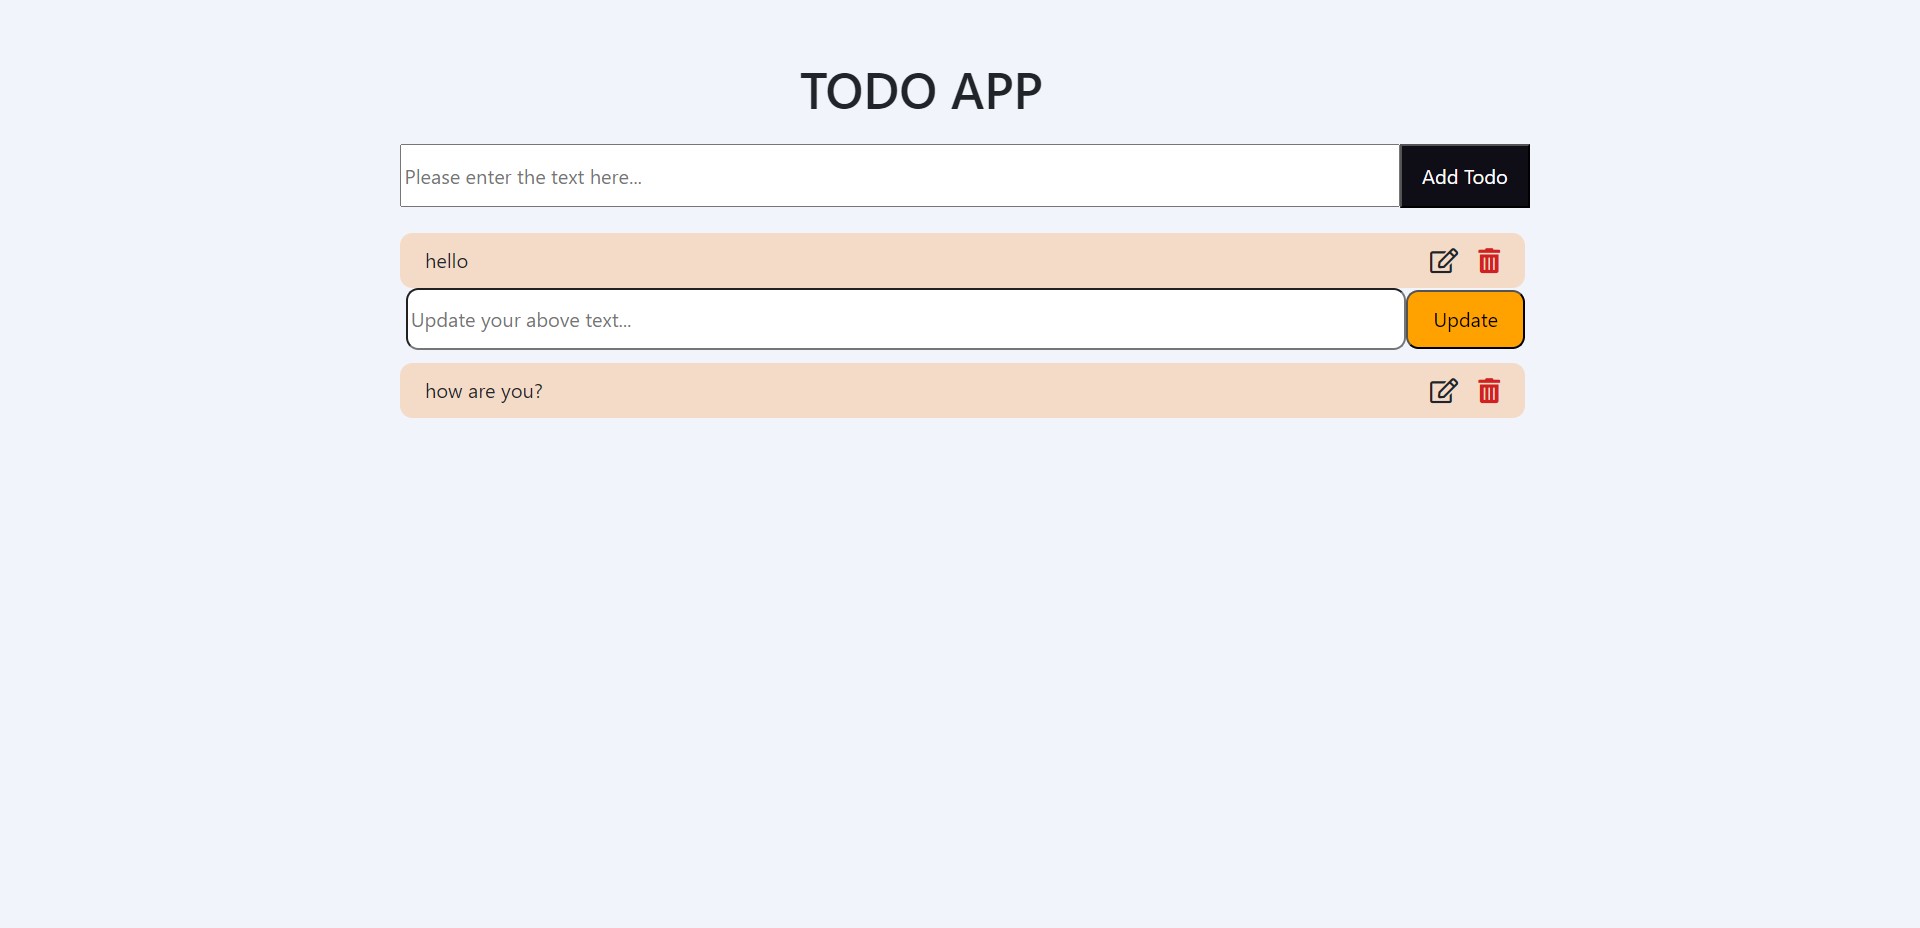 TODO APP
Please enter the text here...
Add Todo
hello
Update your above text...
Update
how are you?